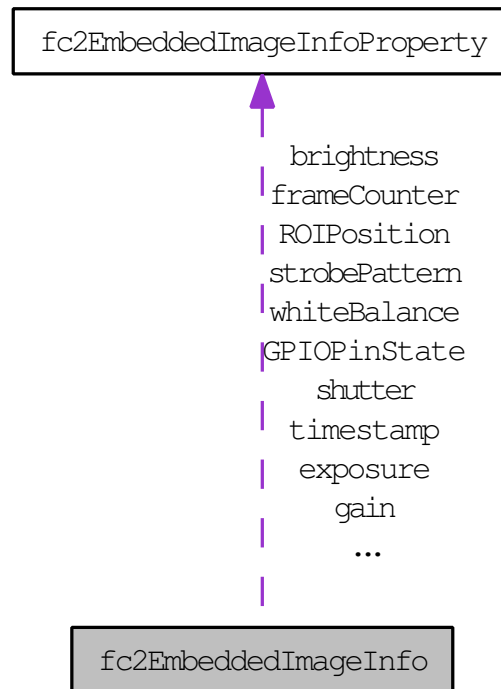 fc2EmbeddedImageInfoProperty
brightness
frameCounter
ROIPosition
strobePattern
whiteBalance
GPIOPinState
shutter
timestamp
exposure
gain
...
fc2EmbeddedImageInfo